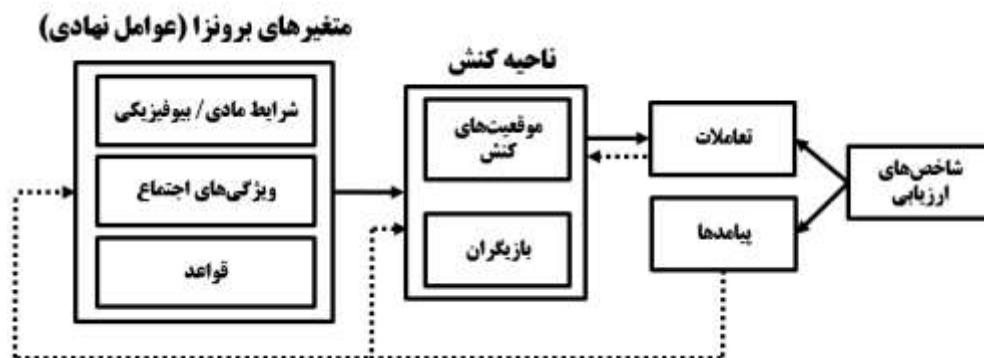 متغیرهای برونزا (عوامل نهادی)
ناحیه کنش
شرایط مادی/ بیوفیزیکی
ویژگی‌های اجتماع
قواعد
موقعیت‌های
کنش
بازیگران
تعاملات
پیامدها
شاخص‌های
ارزیابی